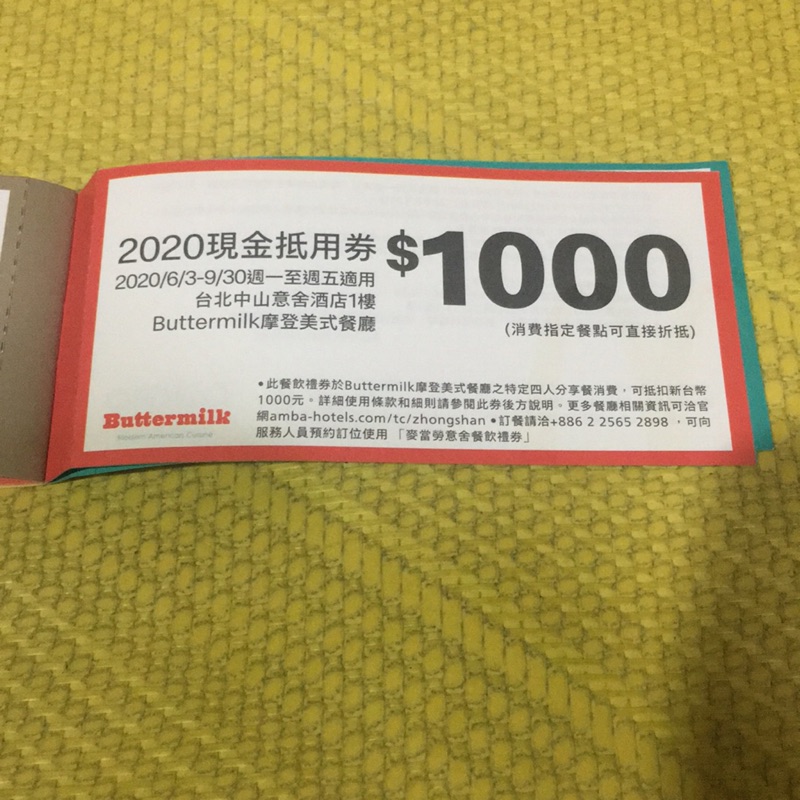 2020現金抵用券
$1000
2020/6/3-9/30週一至週五適用
台北中山意舍酒店1樓
Buttermilk摩登美式餐廳
(消費指定餐點可直接折抵)
•此餐飲禮券於Buttermilk摩登美式餐廳之特定四人分享餐消費，可抵扣新台幣
1000元。詳細使用條款和細則請參閱此券後方說明。更多餐廳相關資訊可洽官
網amba-hotels.com/tc/zhongshan •訂餐請洽+886 2 2565 2898 ，可向
服務人員預約訂位使用 「麥當勞意舍餐飲禮券」
Buttermilk
Modern American Cuisine